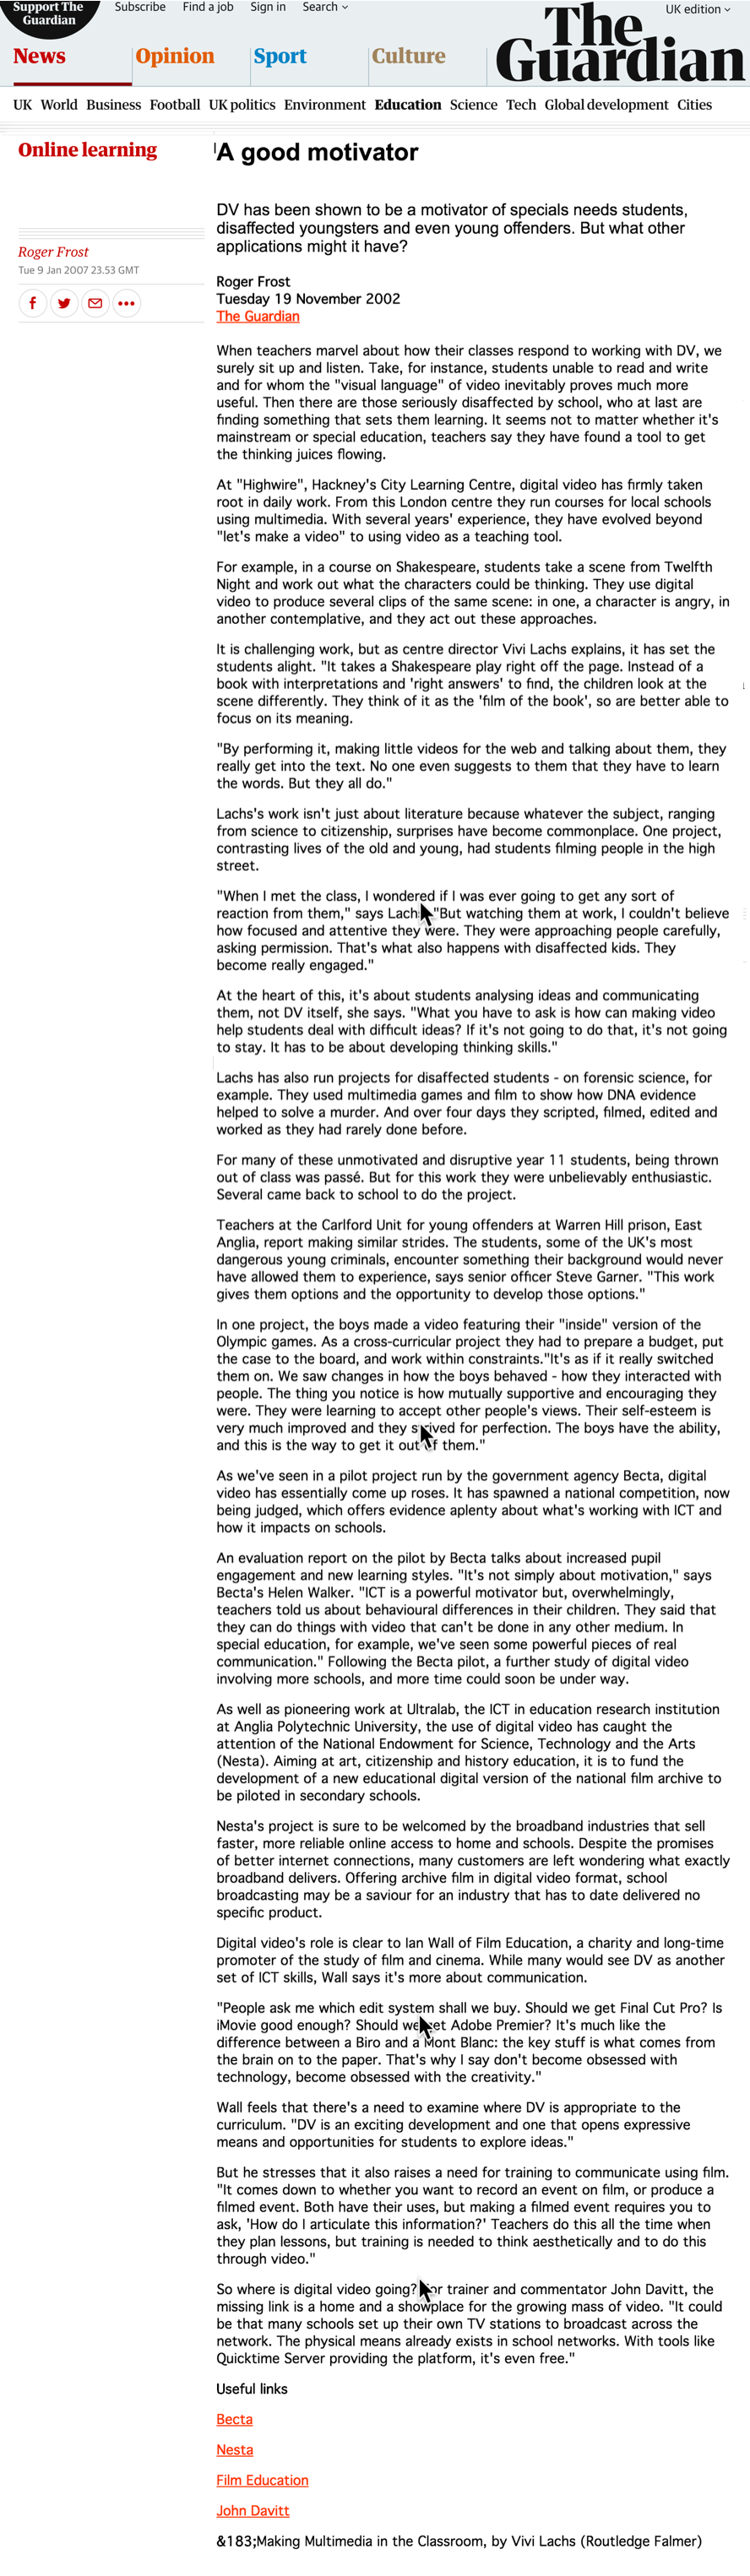 Support The
Guardian
Subscribe Find a job Sign in Search
UK edition
The
Guardian
News Opinion Sport Culture
UK World Business Football UK politics Environment Education Science Tech Global development Cities
Online learning
Roger Frost
Tue 9 Jan 2007 23.53 GMT
A good motivator
DV has been shown to be a motivator of specials needs students,
disaffected youngsters and even young offenders. But what other
applications might it have?
Roger Frost
Tuesday 19 November 2002
The Guardian
When teachers marvel about how their classes respond to working with DV, we
surely sit up and listen. Take, for instance, students unable to read and write
and for whom the "visual language" of video inevitably proves much more
useful. Then there are those seriously disaffected by school, who at last are
finding something that sets them learning. It seems not to matter whether it's
mainstream or special education, teachers say they have found a tool to get
the thinking juices flowing.
At "Highwire", Hackney's City Learning Centre, digital video has firmly taken
root in daily work. From this London centre they run courses for local schools
using multimedia. With several years' experience, they have evolved beyond
"let's make a video" to using video as a teaching tool.
For example, in a course on Shakespeare, students take a scene from Twelfth
Night and work out what the characters could be thinking. They use digital
video to produce several clips of the same scene: in one, a character is angry, in
another contemplative, and they act out these approaches.
It is challenging work, but as centre director Vivi Lachs explains, it has set the
students alight. "It takes a Shakespeare play right off the page. Instead of a
book with interpretations and 'right answers' to find, the children look at the
scene differently. They think of it as the 'film of the book', so are better able to
focus on its meaning.
"By performing it, making little videos for the web and talking about them, they
really get into the text. No one even suggests to them that they have to learn
the words. But they all do."
Lachs's work isn't just about literature because whatever the subject, ranging
from science to citizenship, surprises have become commonplace. One project,
contrasting lives of the old and young, had students filming people in the high
street.
"When I met the class, I wondered if I was ever going to get any sort of
reaction from them," says Lach "But watching them at work, I couldn't believe
how focused and attentive they were. They were approaching people carefully,
asking permission. That's what also happens with disaffected kids. They
become really engaged."
At the heart of this, it's about students analysing ideas and communicating
them, not DV itself, she says. "What you have to ask is how can making video
help students deal with difficult ideas? If it's not going to do that, it's not going
to stay. It has to be about developing thinking skills."
Lachs has also run projects for disaffected students - on forensic science, for
example. They used multimedia games and film to show how DNA evidence
helped to solve a murder. And over four days they scripted, filmed, edited and
worked as they had rarely done before.
For many of these unmotivated and disruptive year 11 students, being thrown
out of class was passé. But for this work they were unbelievably enthusiastic.
Several came back to school to do the project.
Teachers at the Carlford Unit for young offenders at Warren Hill prison, East
Anglia, report making similar strides. The students, some of the UK's most
dangerous young criminals, encounter something their background would never
have allowed them to experience, says senior officer Steve Garner. "This work
gives them options and the opportunity to develop those options."
In one project, the boys made a video featuring their "inside" version of the
Olympic games. As a cross-curricular project they had to prepare a budget, put
the case to the board, and work within constraints."It's as if it really switched
them on. We saw changes in how the boys behaved - how they interacted with
people. The thing you notice is how mutually supportive and encouraging they
were. They were learning to accept other people's views. Their self-esteem is
very much improved and they for perfection. The boys have the ability,
and this is the way to get it out of them."
As we've seen in a pilot project run by the government agency Becta, digital
video has essentially come up roses. It has spawned a national competition, now
being judged, which offers evidence aplenty about what's working with ICT and
how it impacts on schools.
An evaluation report on the pilot by Becta talks about increased pupil
engagement and new learning styles. "It's not simply about motivation," says
Becta's Helen Walker. "ICT is a powerful motivator but, overwhelmingly,
teachers told us about behavioural differences in their children. They said that
they can do things with video that can't be done in any other medium. In
special education, for example, we've seen some powerful pieces of real
communication." Following the Becta pilot, a further study of digital video
involving more schools, and more time could soon be under way.
As well as pioneering work at Ultralab, the ICT in education research institution
at Anglia Polytechnic University, the use of digital video has caught the
attention of the National Endowment for Science, Technology and the Arts
(Nesta). Aiming at art, citizenship and history education, it is to fund the
development of a new educational digital version of the national film archive to
be piloted in secondary schools.
Nesta's project is sure to be welcomed by the broadband industries that sell
faster, more reliable online access to home and schools. Despite the promises
of better internet connections, many customers are left wondering what exactly
broadband delivers. Offering archive film in digital video format, school
broadcasting may be a saviour for an industry that has to date delivered no
specific product.
Digital video's role is clear to Ian Wall of Film Education, a charity and long-time
promoter of the study of film and cinema. While many would see DV as another
set of ICT skills, Wall says it's more about communication.
"People ask me which edit system shall we buy. Should we get Final Cut Pro? Is
iMovie good enough? Should we get Adobe Premier? It's much like the
difference between a Biro and a Mont Blanc: the key stuff is what comes from
the brain on to the paper. That's why I say don't become obsessed with
technology, become obsessed with the creativity."
Wall feels that there's a need to examine where DV is appropriate to the
curriculum. "DV is an exciting development and one that opens expressive
means and opportunities for students to explore ideas."
But he stresses that it also raises a need for training to communicate using film.
"It comes down to whether you want to record an event on film, or produce a
filmed event. Both have their uses, but making a filmed event requires you to
ask, 'How do I articulate this information?' Teachers do this all the time when
they plan lessons, but training is needed to think aesthetically and to do this
through video."
So where is digital video going? For trainer and commentator John Davitt, the
missing link is a home and a showplace for the growing mass of video. "It could
be that many schools set up their own TV stations to broadcast across the
network. The physical means already exists in school networks. With tools like
Quicktime Server providing the platform, it's even free."
Useful links
Becta
Nesta
Film Education
John Davitt
&183;Making Multimedia in the Classroom, by Vivi Lachs (Routledge Falmer)